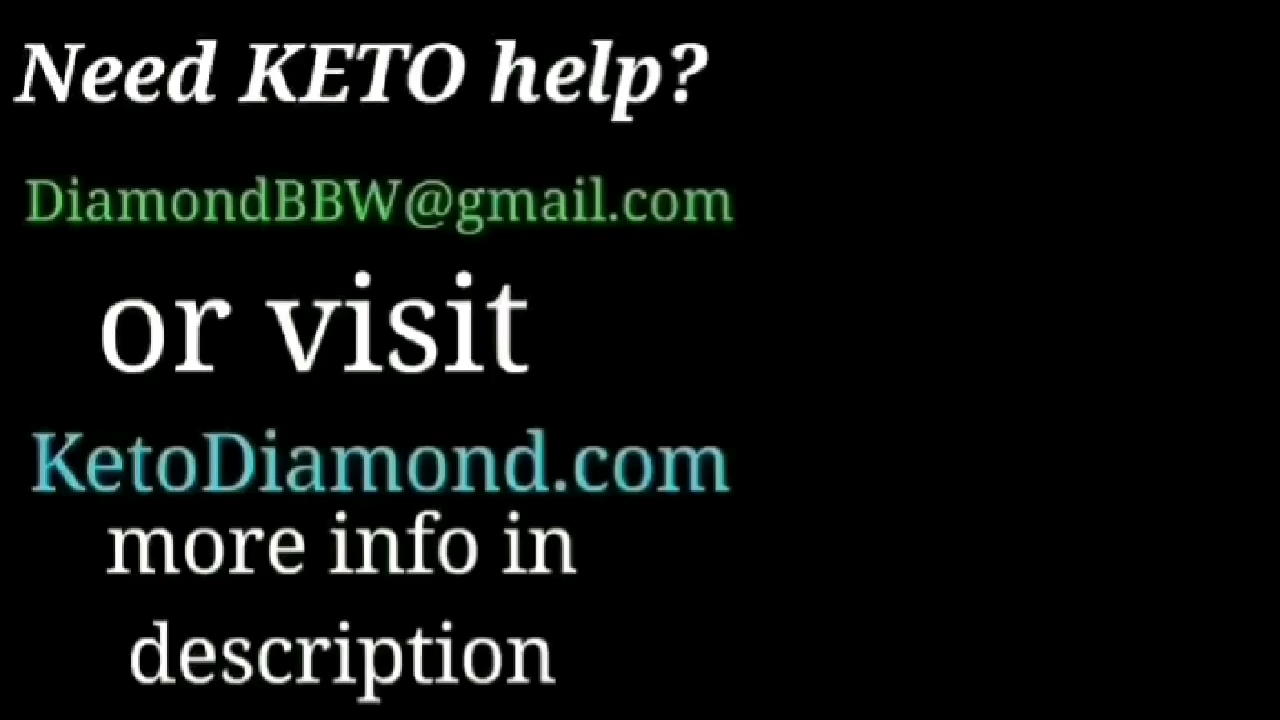 Need KETO help?
DiamondBBW@gmail.com
or visit
KetoDiamond.com
more info in
description